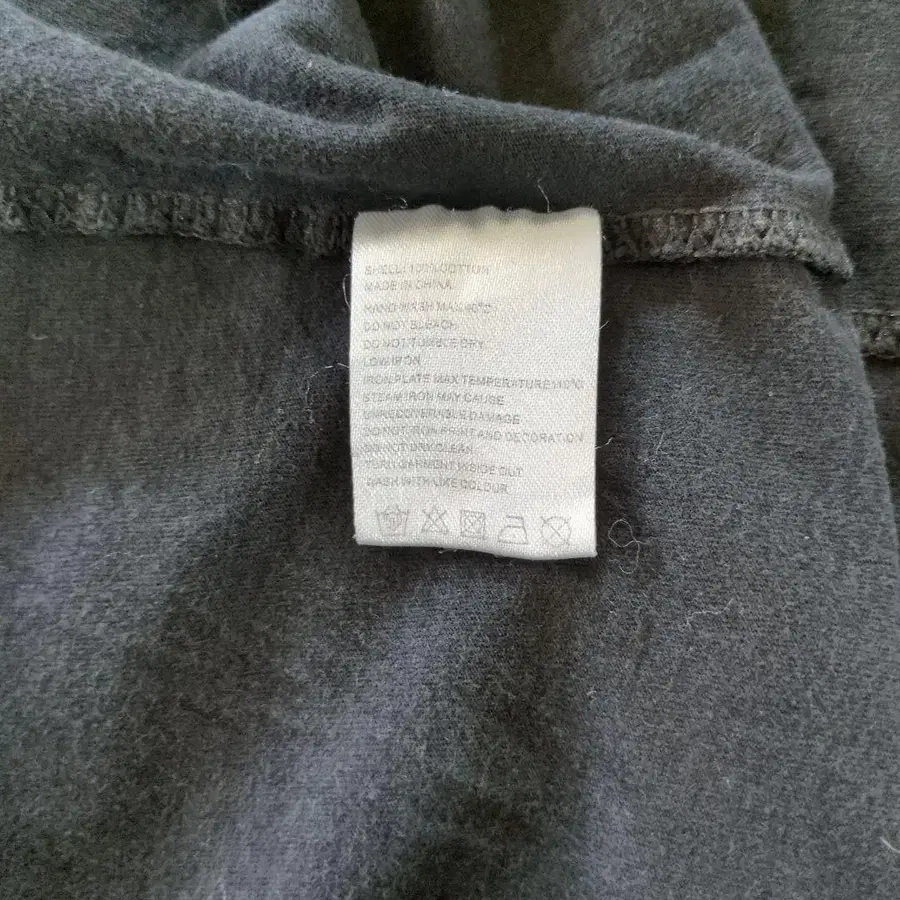 SHELL: 100%COTTON
MADE IN CHINA
HAND WASH MAX 40°C
DO NOT BLEACH
DO NOT TUMBLE DRY
LOW IRON
IRON PLATE MAX TEMPERATURE 110°C
STEAM IRON MAY CAUSE
UNRECOVERABLE DAMAGE
DO NOT IRON PRINT AND DECORATION
DO NOT DRY CLEAN
TURN GARMENT INSIDE OUT
WASH WITH LIKE COLOUR